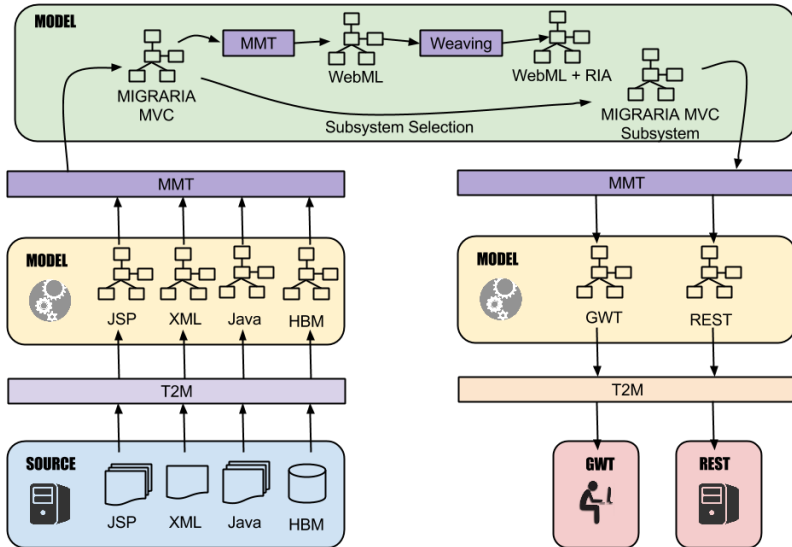 MODEL
MMT
Weaving
WebML
WebML + RIA
MIGRARIA
MVC
Subsystem Selection
MIGRARIA MVC
Subsystem
MMT
MMT
MODEL
JSP
XML
Java
HBM
MODEL
GWT
REST
T2M
T2M
SOURCE
JSP
XML
Java
HBM
GWT
REST